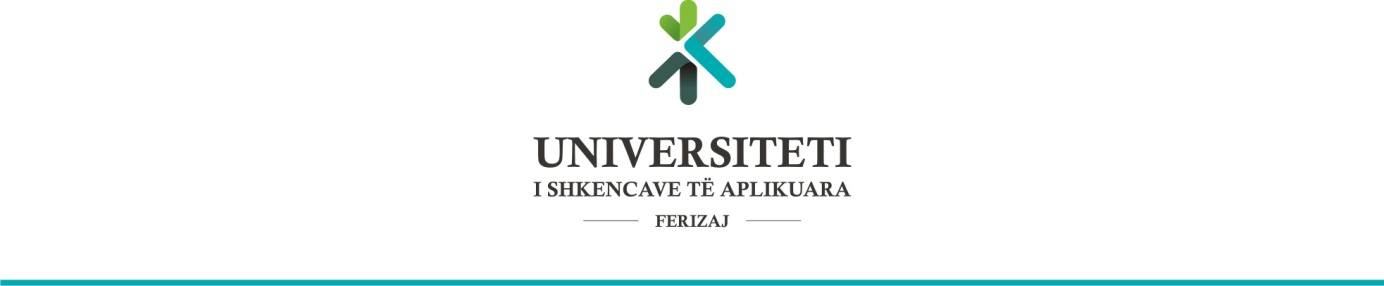 UNIVERSITETI
I SHKENCAVE TË APLIKUARA
FERIZAJ